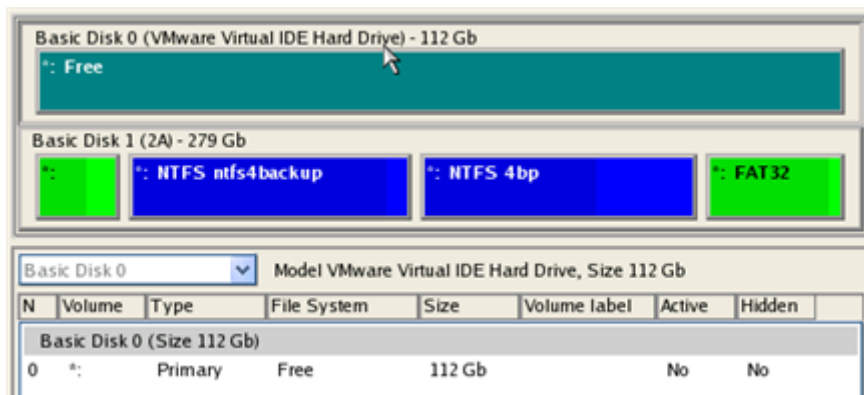 Basic Disk 0 (VMware Virtual IDE Hard Drive) - 112 Gb
*: Free
Basic Disk 1 (2A) - 279 Gb
*: *: NTFS ntfs4backup *: NTFS 4bp *: FAT32
Basic Disk 0 Model VMware Virtual IDE Hard Drive, Size 112 Gb
N Volume Type File System Size Volume label Active Hidden
Basic Disk 0 (Size 112 Gb)
0 *: Primary Free 112 Gb No No